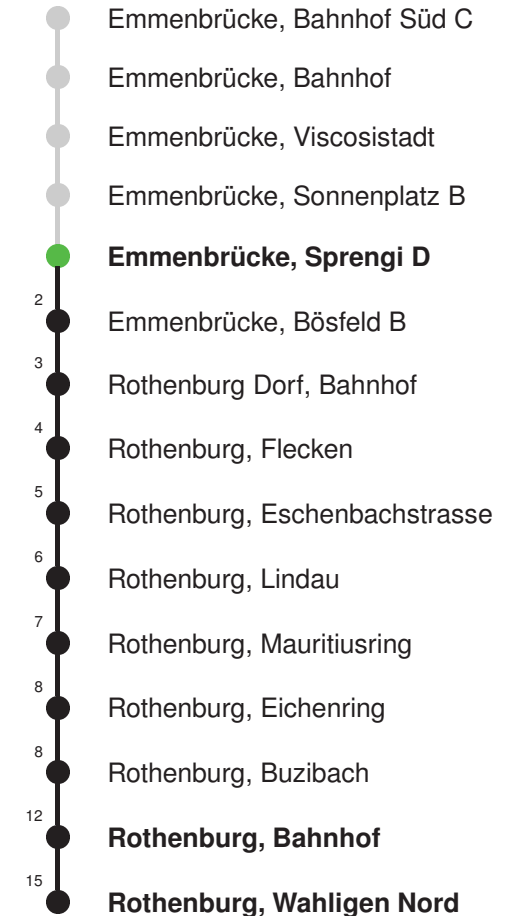 Emmenbrücke, Bahnhof Süd C
Emmenbrücke, Bahnhof
Emmenbrücke, Viscosistadt
Emmenbrücke, Sonnenplatz B
Emmenbrücke, Sprengi D
2 Emmenbrücke, Bösfeld B
3 Rothenburg Dorf, Bahnhof
4 Rothenburg, Flecken
5 Rothenburg, Eschenbachstrasse
6 Rothenburg, Lindau
7 Rothenburg, Mauritiusring
8 Rothenburg, Eichenring
8 Rothenburg, Buzibach
12 Rothenburg, Bahnhof
15 Rothenburg, Wahligen Nord